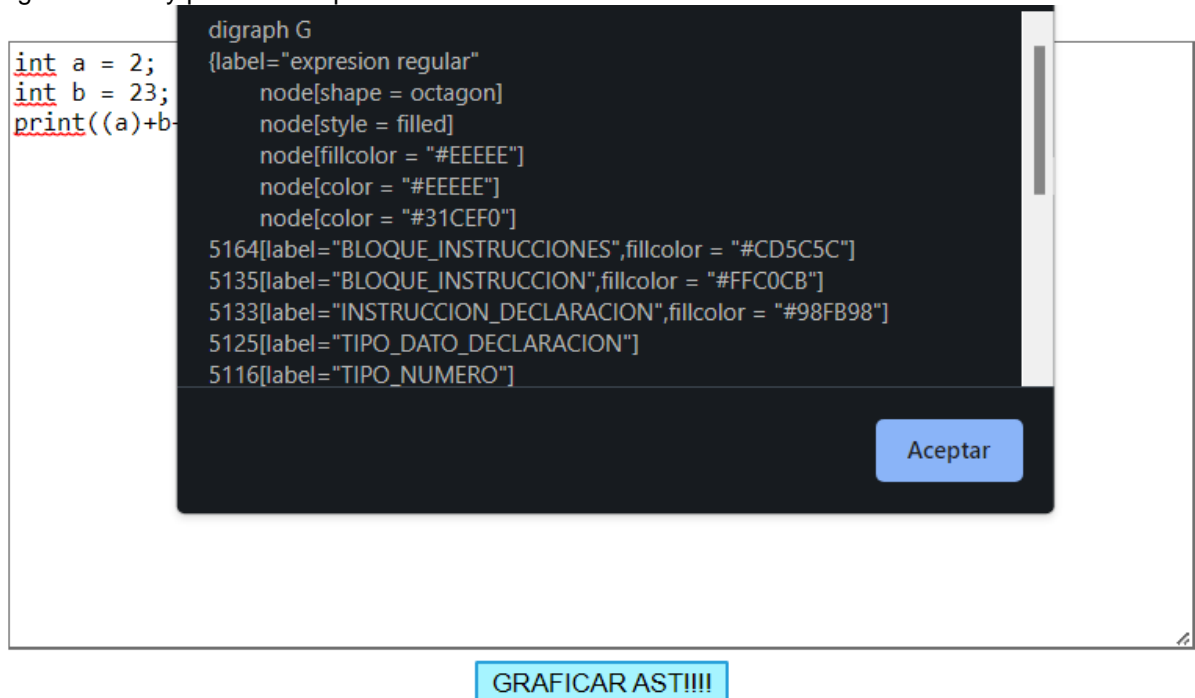 int a = 2;
int b = 23;
print((a)+b
digraph G
{label="expresion regular"
node[shape = octagon]
node[style = filled]
node[fillcolor = "#EEEEE"]
node[color = "#EEEEE"]
node[color = "#31CEF0"]
5164[label="BLOQUE_INSTRUCCIONES",fillcolor = "#CD5C5C"]
5135[label="BLOQUE_INSTRUCCION",fillcolor = "#FFC0CB"]
5133[label="INSTRUCCION_DECLARACION",fillcolor = "#98FB98"]
5125[label="TIPO_DATO_DECLARACION"]
5116[label="TIPO_NUMERO"]
Aceptar
GRAFICAR AST!!!!